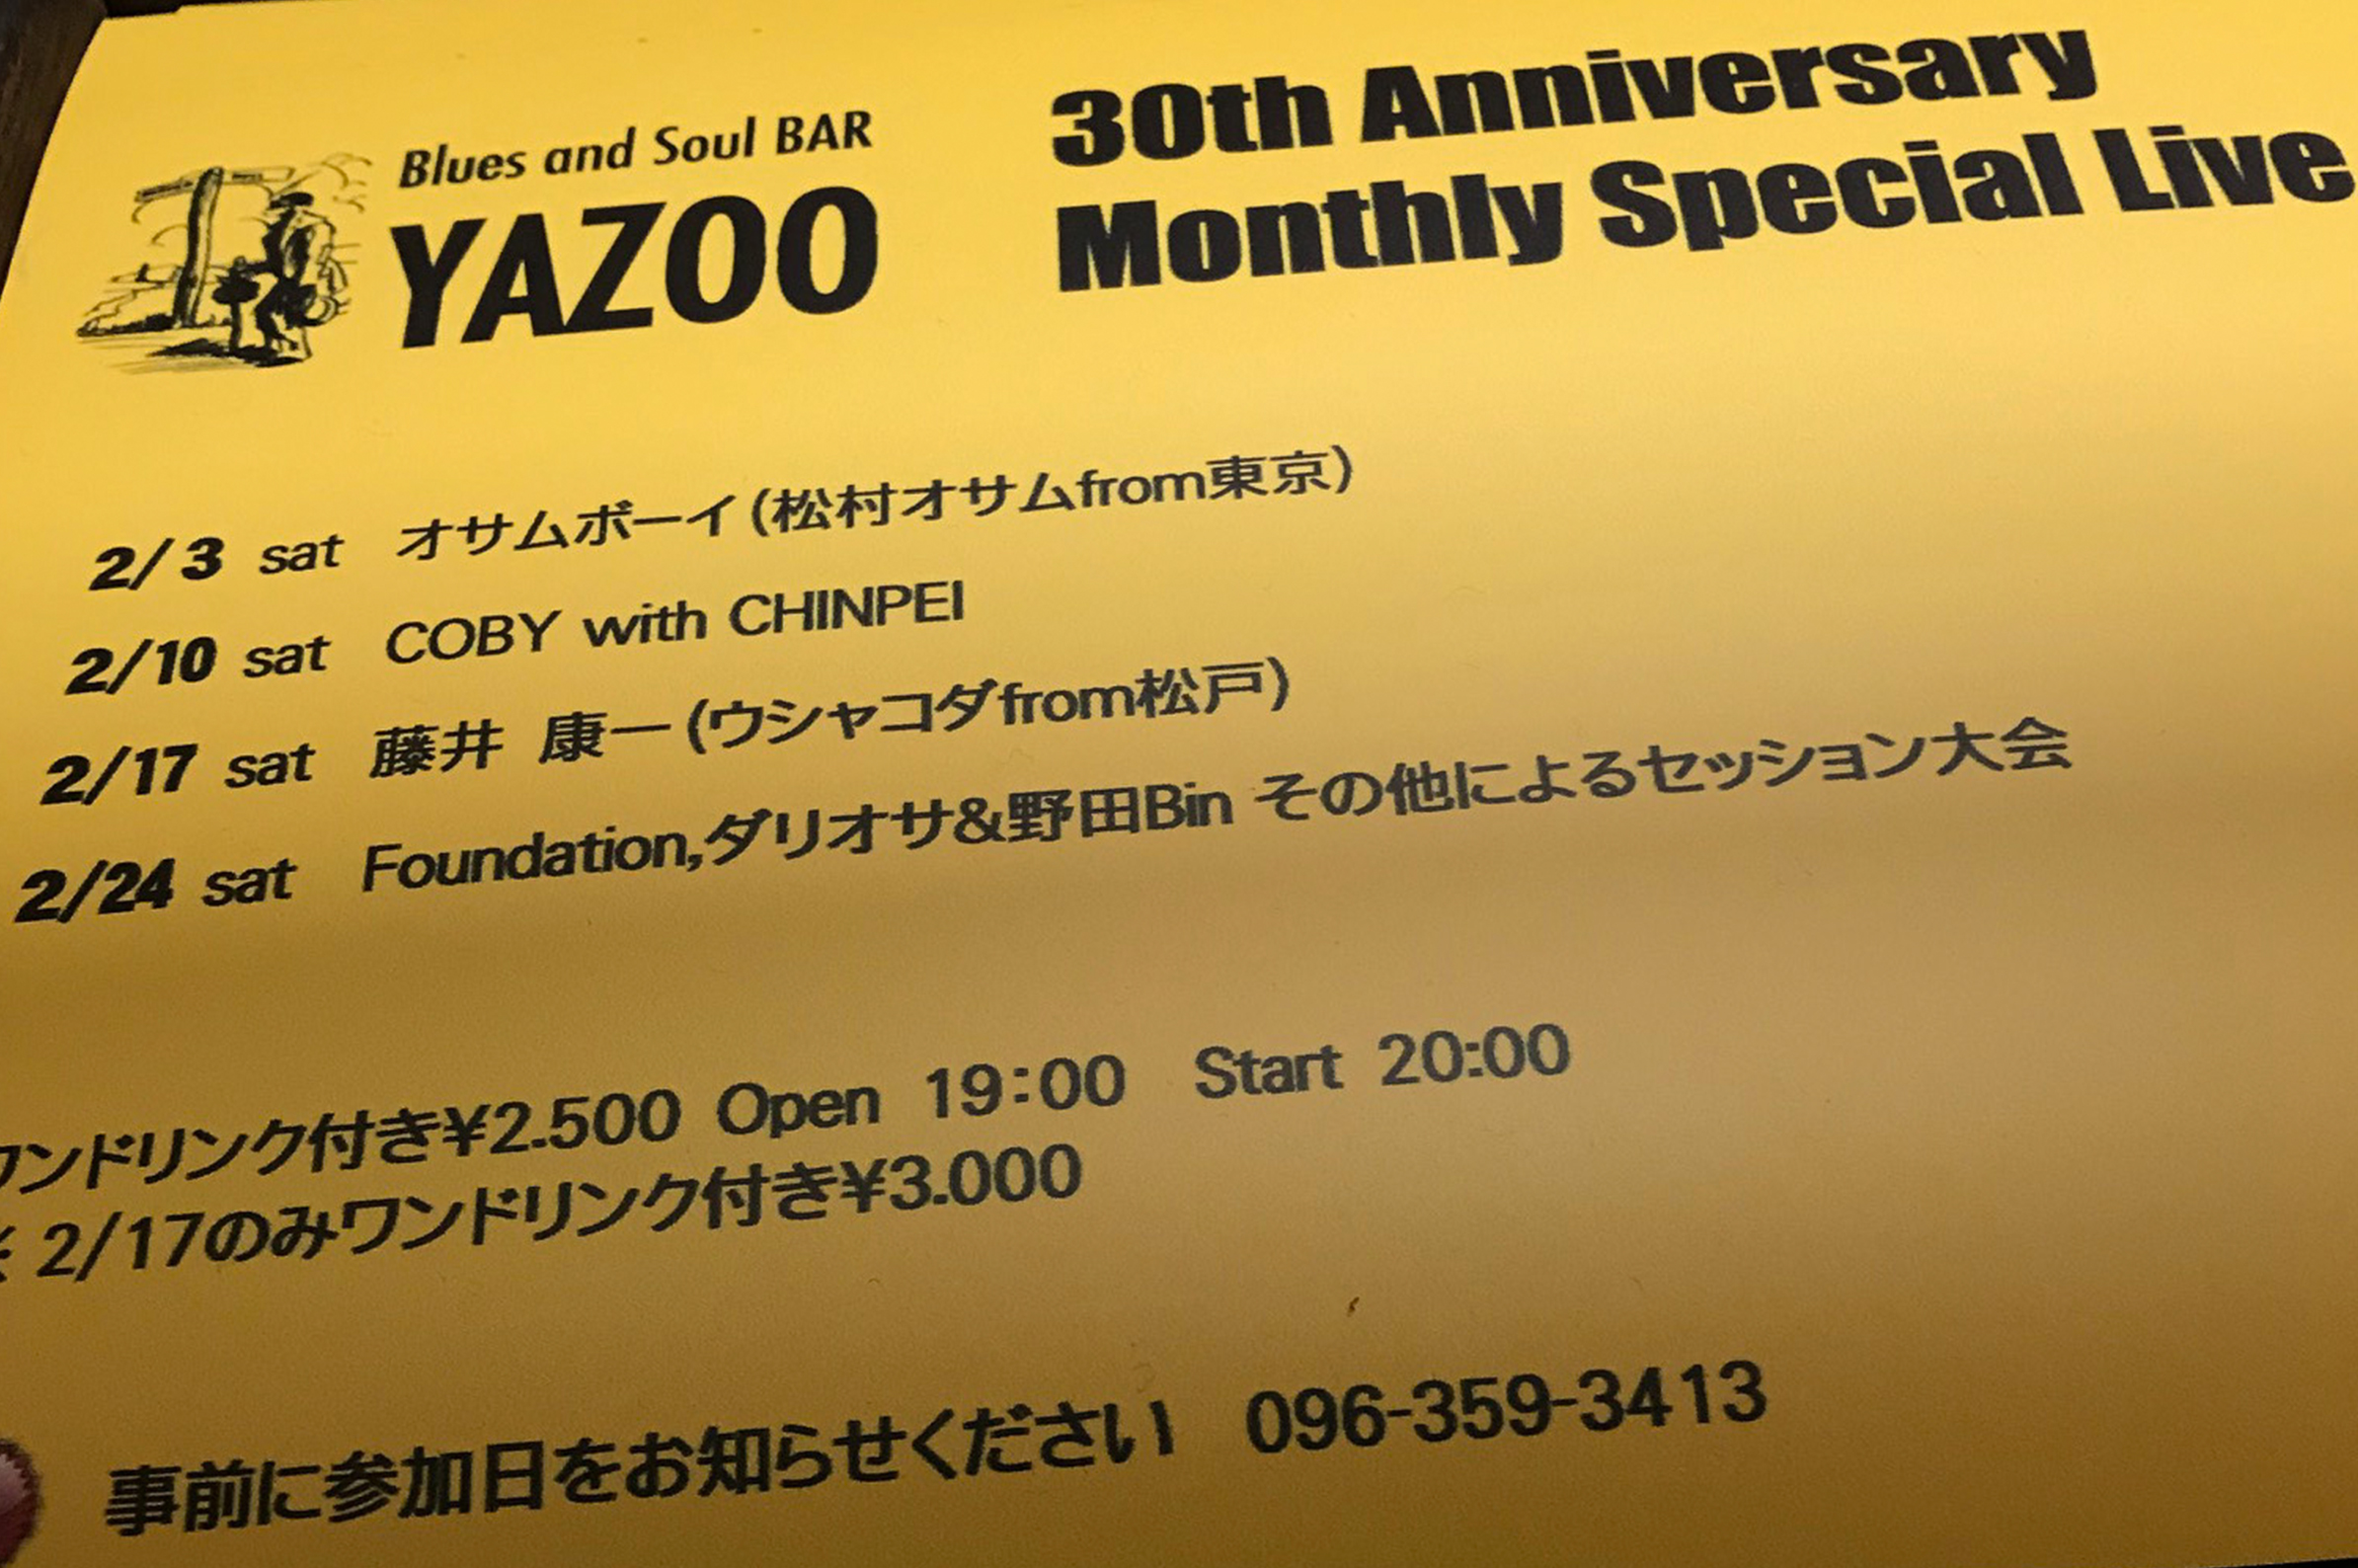 Blues and Soul BAR
YAZOO
30th Anniversary
Monthly Special Live
2/3 sat オサムボーイ(松村オサムfrom東京)
2/10 sat COBY with CHINPEI
2/17 sat 藤井 康一(ウシャコダfrom松戸)
2/24 sat Foundation,ダリオサ&野田Bin その他によるセッション大会
ワンドリンク付き¥2.500 Open 19:00 Start 20:00
※ 2/17のみワンドリンク付き¥3.000
事前に参加日をお知らせください 096-359-3413